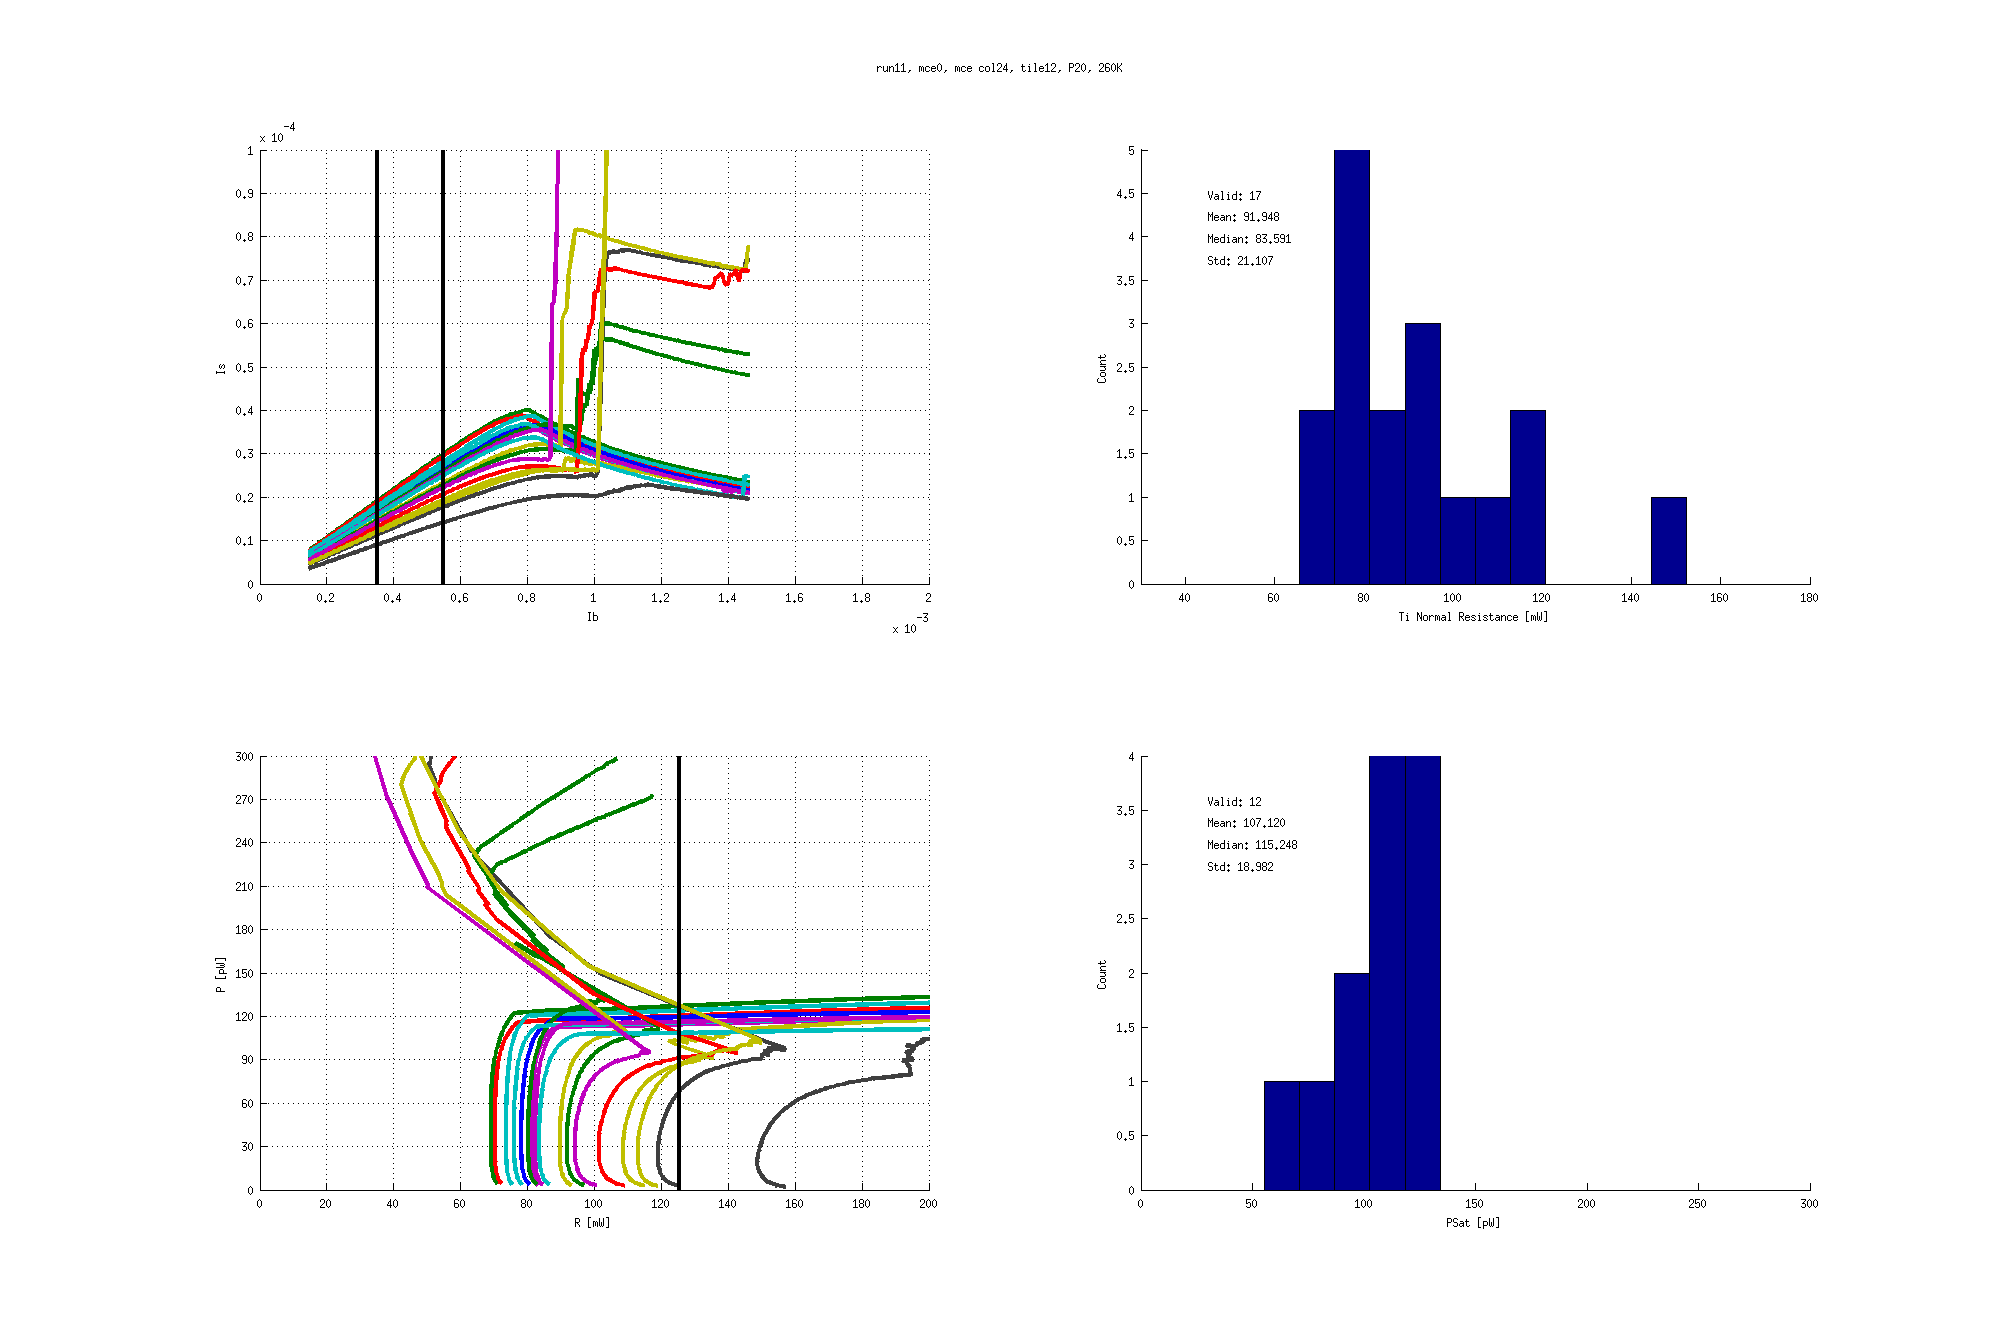 run11, mce0, mce col24, tile12, P20, 260K
x 10^-4
1
0.9
0.8
0.7
0.6
0.5
0.4
0.3
0.2
0.1
0
Is
0 0.2 0.4 0.6 0.8 1 1.2 1.4 1.6 1.8 2
Ib
x 10^-3
5
4.5
4
3.5
3
2.5
2
1.5
1
0.5
0
Count
Valid: 17
Mean: 91.948
Median: 83.591
Std: 21.107
40 60 80 100 120 140 160 180
Ti Normal Resistance [mW]
300
270
240
210
180
150
120
90
60
30
0
P [pW]
0 20 40 60 80 100 120 140 160 180 200
R [mW]
4
3.5
3
2.5
2
1.5
1
0.5
0
Count
Valid: 12
Mean: 107.120
Median: 115.248
Std: 18.982
0 50 100 150 200 250 300
PSat [pW]